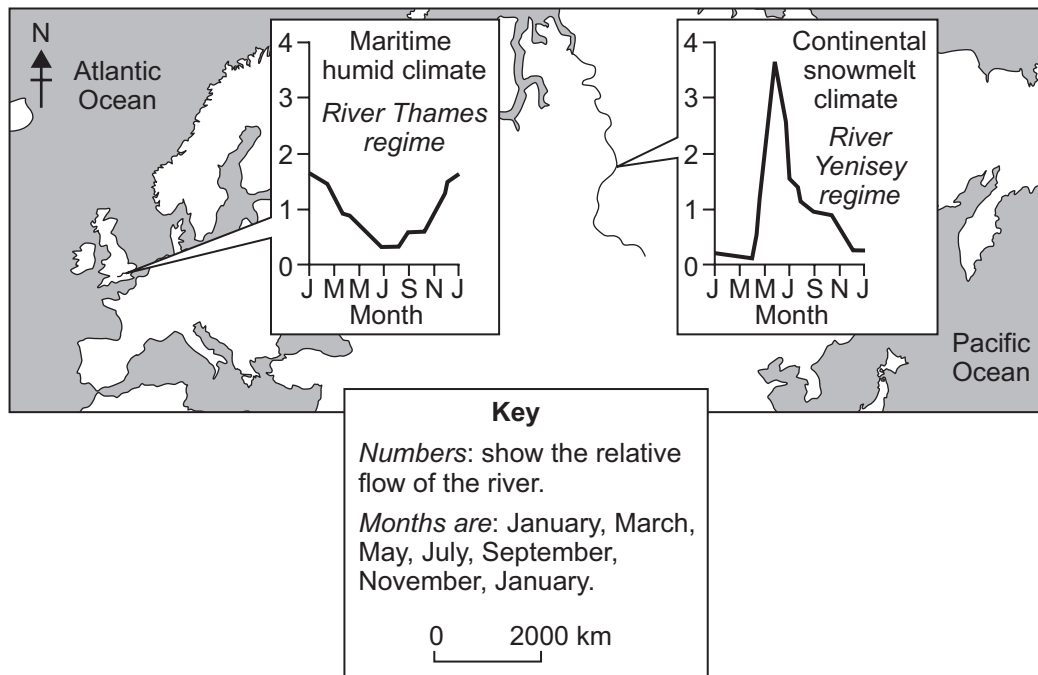 N
Atlantic
Ocean
4
3
2
1
0
Maritime
humid climate
River Thames
regime
J M M J S N J
Month
4
3
2
1
0
Continental
snowmelt
climate
River
Yenisey
regime
J M M J S N J
Month
Pacific
Ocean
Key
Numbers: show the relative
flow of the river.
Months are: January, March,
May, July, September,
November, January.
0 2000 km